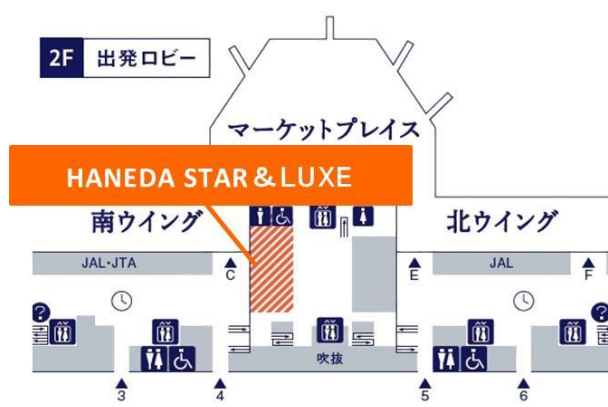 2F 出発ロビー
マーケットプレイス
HANEDA STAR&LUXE
南ウイング
北ウイング
JAL・JTA
C
E
JAL
F
?
?
吹抜
3
4
5
6